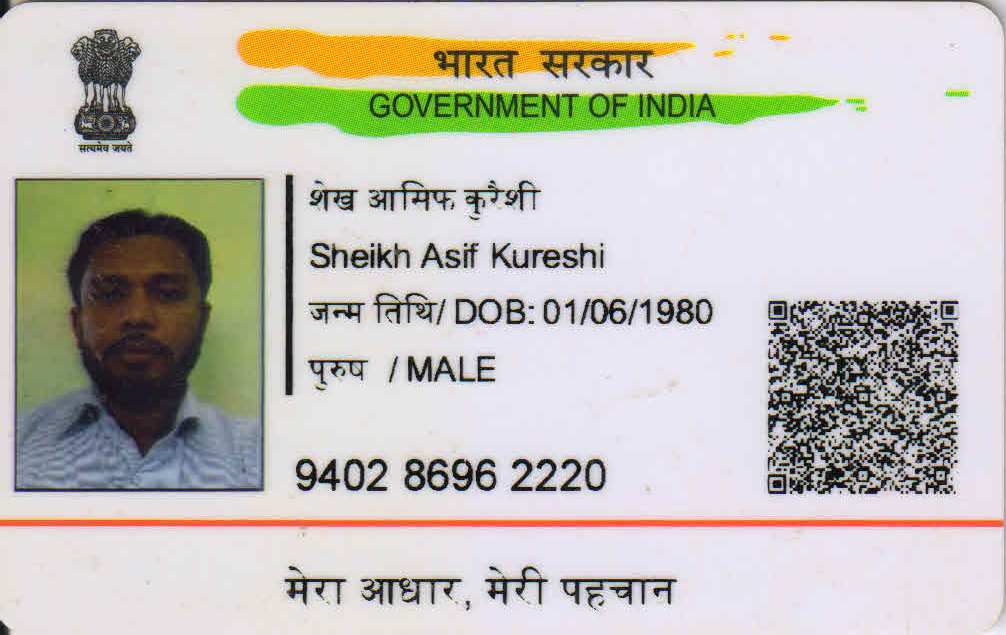 भारत सरकार
GOVERNMENT OF INDIA
सत्यमेव जयते
शेख आसिफ कुरैशी
Sheikh Asif Kureshi
जन्म तिथि/ DOB: 01/06/1980
पुरुष / MALE
9402 8696 2220
मेरा आधार, मेरी पहचान